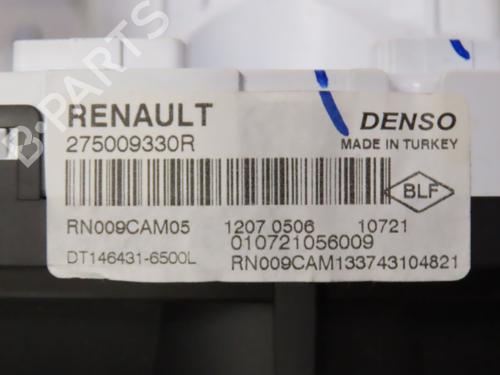 B-PARTS
RENAULT
275009330R
DENSO
MADE IN TURKEY
BLF
RN009CAM05 1207 0506 10721
010721056009
DT146431-6500L RN009CAM133743104821